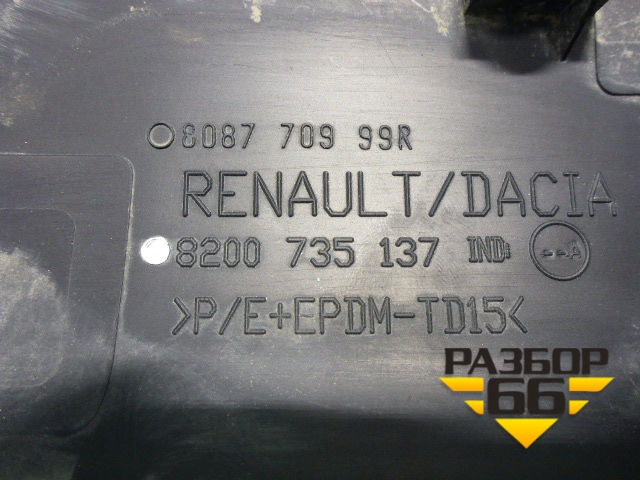 8087 709 99R
RENAULT/DACIA
8200 735 137 IND: --A
>P/E+EPDM-TD15<
РАЗБОР
66